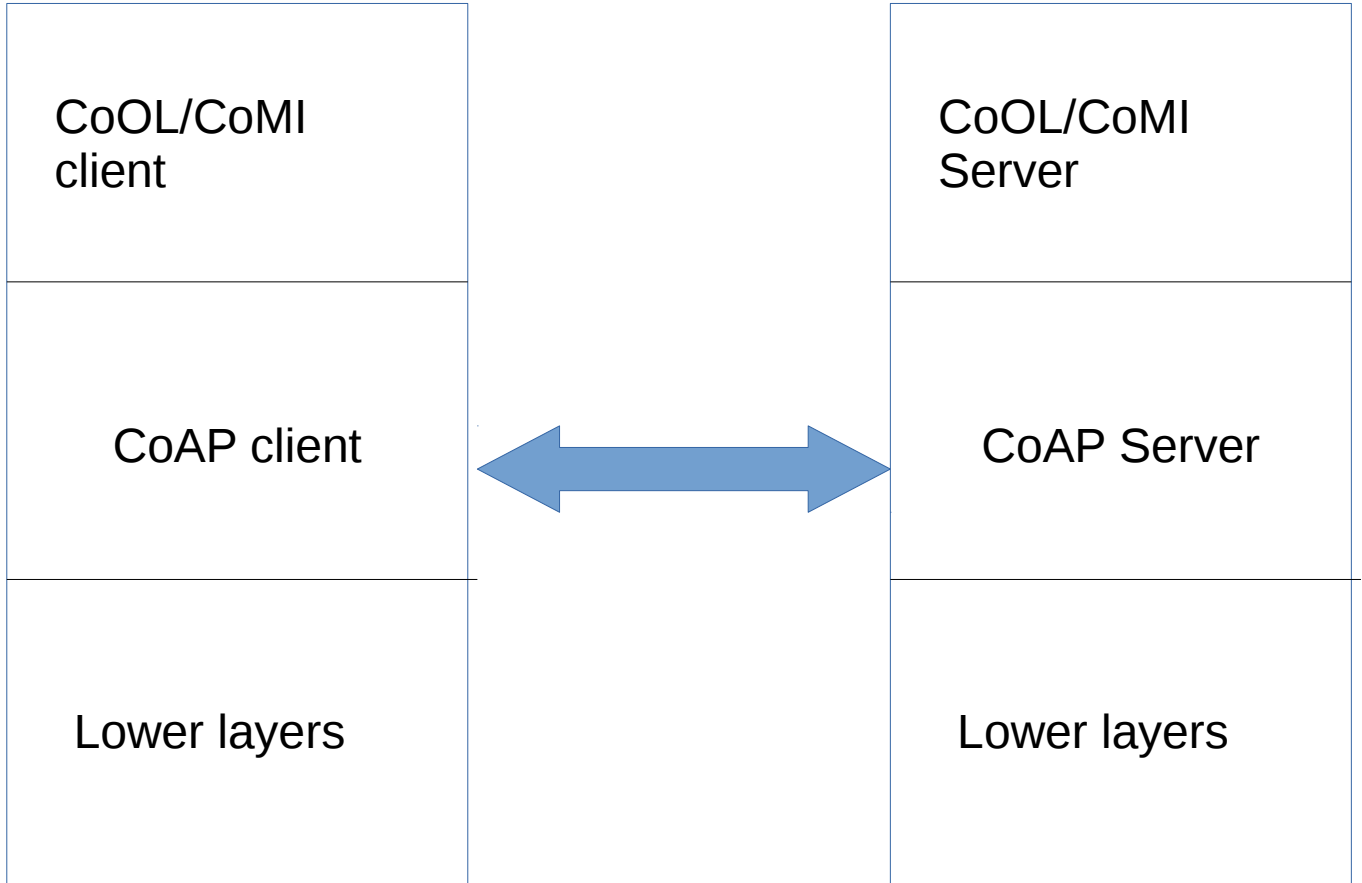 CoOL/CoMI
client
CoOL/CoMI
Server
CoAP client
CoAP Server
Lower layers
Lower layers